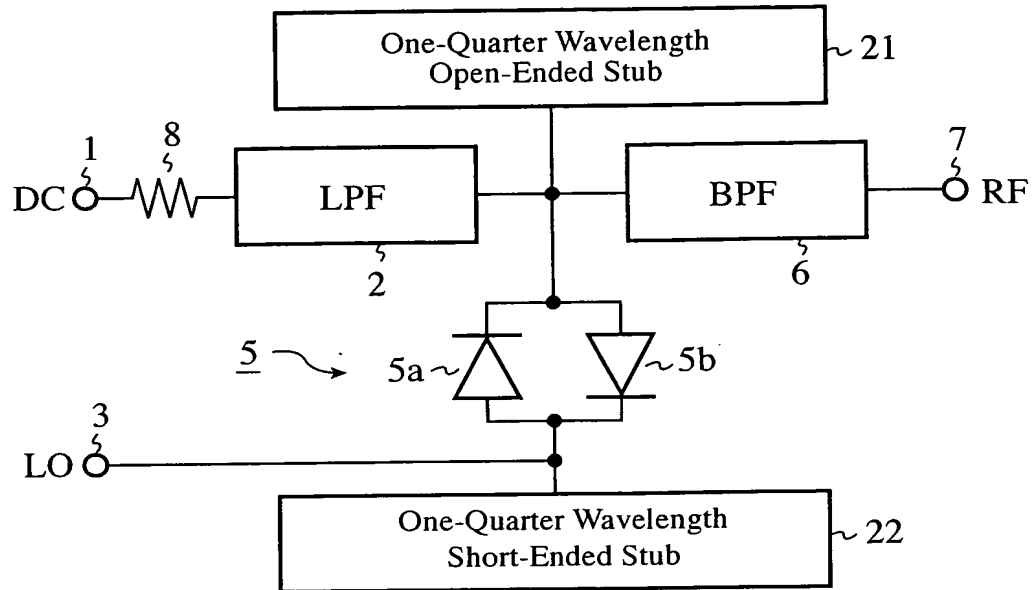 One-Quarter Wavelength
Open-Ended Stub
21
1
8
7
DC
LPF
BPF
RF
2
6
5
5a
5b
3
LO
One-Quarter Wavelength
Short-Ended Stub
22